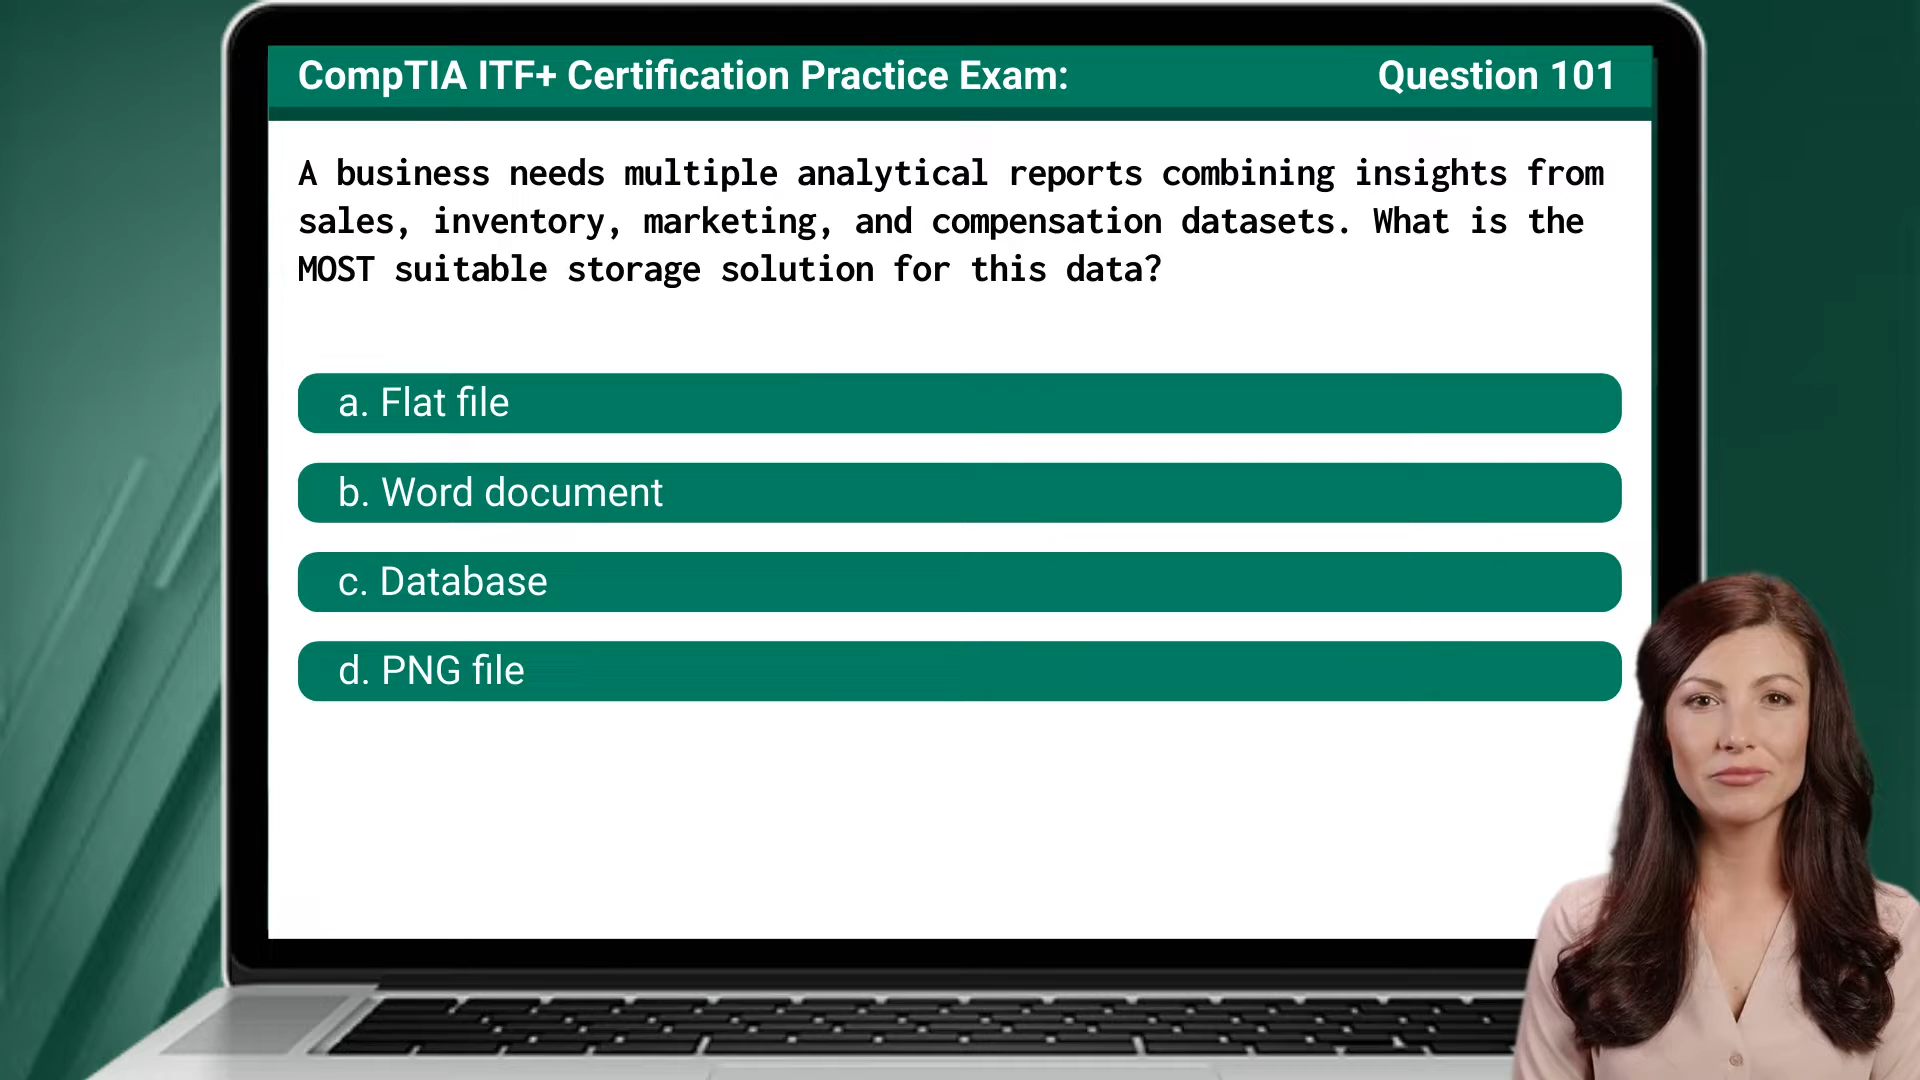 CompTIA ITF+ Certification Practice Exam:
Question 101
A business needs multiple analytical reports combining insights from
sales, inventory, marketing, and compensation datasets. What is the
MOST suitable storage solution for this data?
a. Flat file
b. Word document
c. Database
d. PNG file